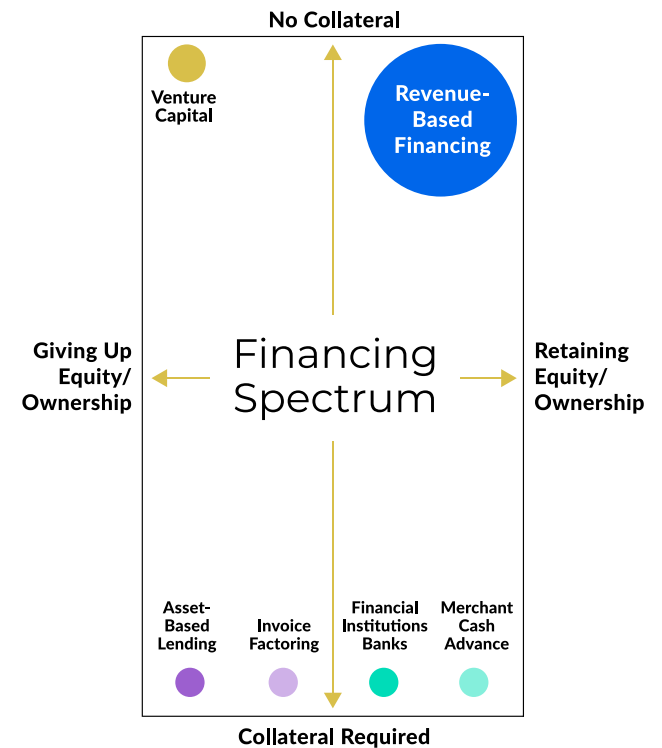 No Collateral
Venture
Capital
Revenue-
Based
Financing
Giving Up
Equity/
Ownership
Financing
Spectrum
Retaining
Equity/
Ownership
Asset-
Based
Lending
Invoice
Factoring
Financial
Institutions
Banks
Merchant
Cash
Advance
Collateral Required